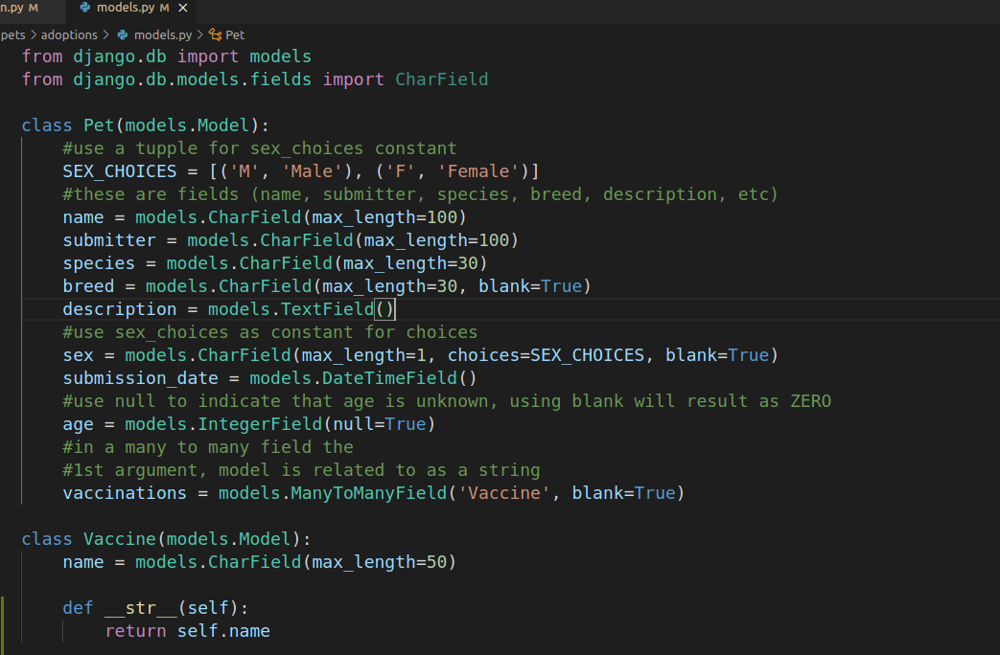 n.py M models.py M ×
pets > adoptions > models.py > Pet
from django.db import models
from django.db.models.fields import CharField
class Pet(models.Model):
    #use a tupple for sex_choices constant
    SEX_CHOICES = [('M', 'Male'), ('F', 'Female')]
    #these are fields (name, submitter, species, breed, description, etc)
    name = models.CharField(max_length=100)
    submitter = models.CharField(max_length=100)
    species = models.CharField(max_length=30)
    breed = models.CharField(max_length=30, blank=True)
    description = models.TextField()
    #use sex_choices as constant for choices
    sex = models.CharField(max_length=1, choices=SEX_CHOICES, blank=True)
    submission_date = models.DateTimeField()
    #use null to indicate that age is unknown, using blank will result as ZERO
    age = models.IntegerField(null=True)
    #in a many to many field the
    #1st argument, model is related to as a string
    vaccinations = models.ManyToManyField('Vaccine', blank=True)
class Vaccine(models.Model):
    name = models.CharField(max_length=50)
    def __str__(self):
        return self.name